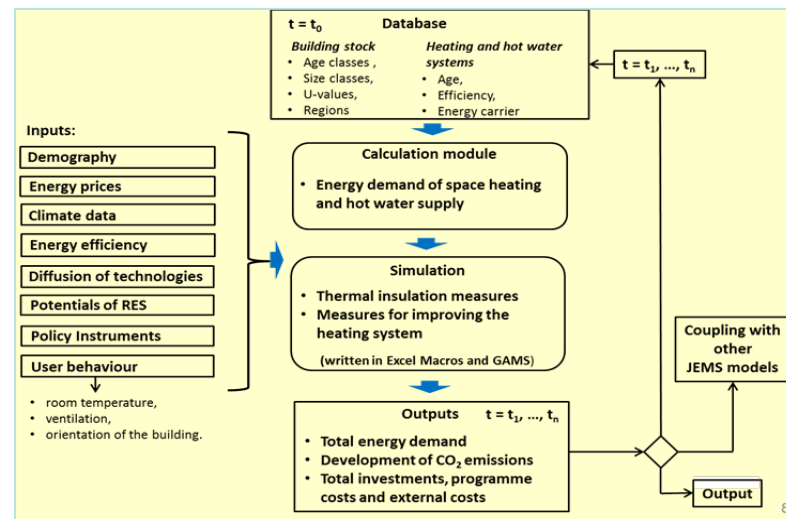 t = t0 Database
Building stock
• Age classes ,
• Size classes,
• U-values,
• Regions
Heating and hot water
systems
• Age,
• Efficiency,
• Energy carrier
t = t1, ..., tn
Inputs:
Demography
Energy prices
Climate data
Energy efficiency
Diffusion of technologies
Potentials of RES
Policy Instruments
User behaviour
• room temperature,
• ventilation,
• orientation of the building.
Calculation module
• Energy demand of space heating
and hot water supply
Simulation
• Thermal insulation measures
• Measures for improving the
heating system
(written in Excel Macros and GAMS)
Outputs t = t1, ..., tn
• Total energy demand
• Development of CO2 emissions
• Total investments, programme
costs and external costs
Coupling with
other
JEMS models
Output
8